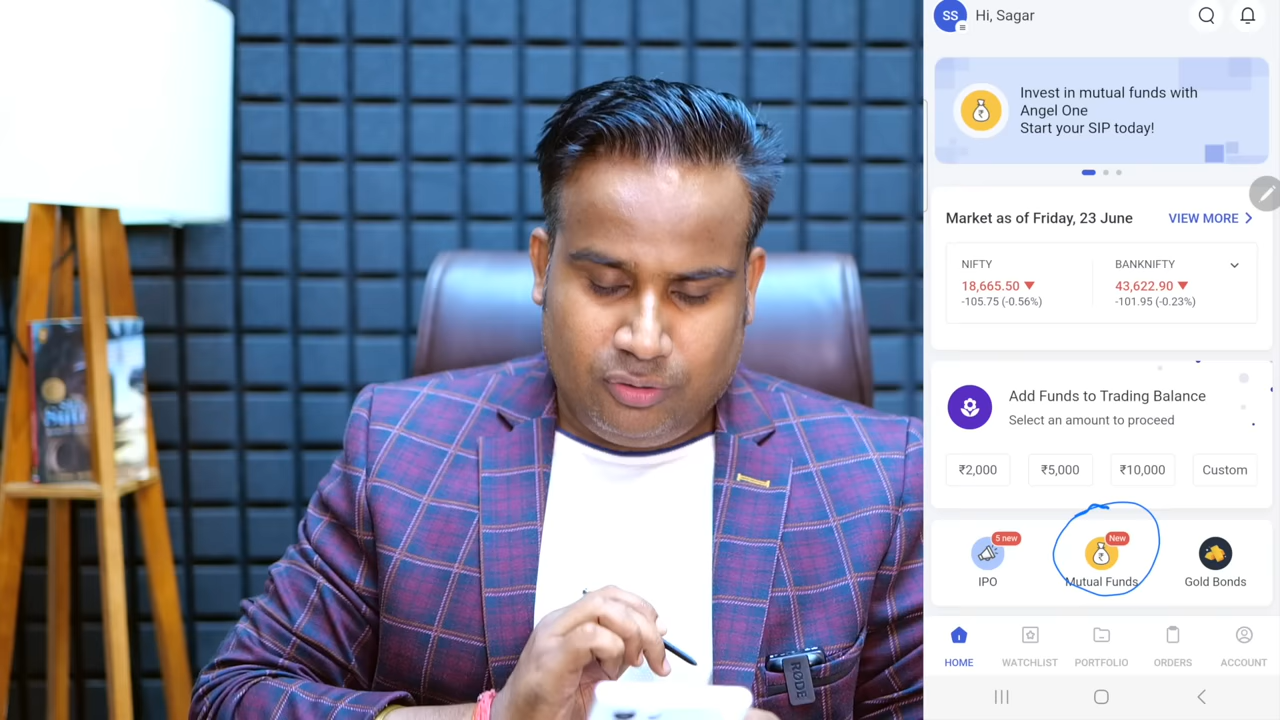 SS
Hi, Sagar
Invest in mutual funds with
Angel One
Start your SIP today!
Market as of Friday, 23 June
VIEW MORE
NIFTY
BANKNIFTY
18,665.50
43,622.90
-105.75 (-0.56%)
-101.95 (-0.23%)
Add Funds to Trading Balance
Select an amount to proceed
₹2,000
₹5,000
₹10,000
Custom
5 new
New
IPO
Mutual Funds
Gold Bonds
HOME
WATCHLIST
PORTFOLIO
ORDERS
ACCOUNT
RØDE